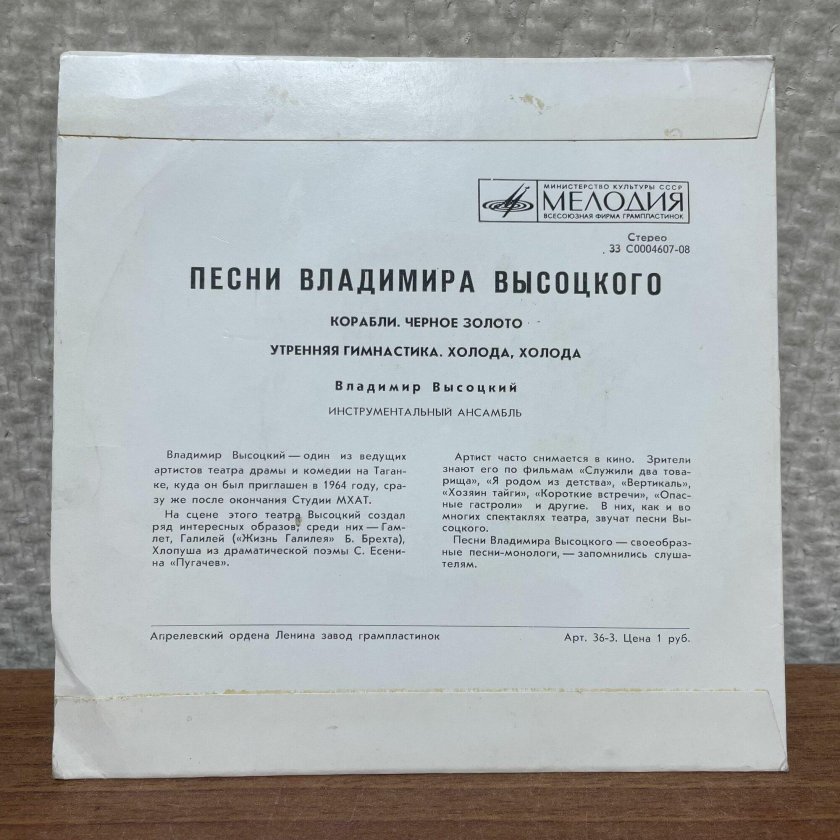 МИНИСТЕРСТВО КУЛЬТУРЫ СССР
МЕЛОДИЯ
ВСЕСОЮЗНАЯ ФИРМА ГРАМПЛАСТИНОК
Стерео
33 С0004607-08
ПЕСНИ ВЛАДИМИРА ВЫСОЦКОГО
КОРАБЛИ. ЧЕРНОЕ ЗОЛОТО
УТРЕННЯЯ ГИМНАСТИКА. ХОЛОДА, ХОЛОДА
Владимир Высоцкий
ИНСТРУМЕНТАЛЬНЫЙ АНСАМБЛЬ
Владимир Высоцкий — один из ведущих
артистов театра драмы и комедии на Таган-
ке, куда он был приглашен в 1964 году, сра-
зу же после окончания Студии МХАТ.
На сцене этого театра Высоцкий создал
ряд интересных образов; среди них — Гам-
лет, Галилей («Жизнь Галилея» Б. Брехта),
Хлопуша из драматической поэмы С. Есени-
на «Пугачев».
Артист часто снимается в кино. Зрители
знают его по фильмам «Служили два това-
рища», «Я родом из детства», «Вертикаль»,
«Хозяин тайги», «Короткие встречи», «Опас-
ные гастроли» и другие. В них, как и во
многих спектаклях театра, звучат песни Вы-
соцкого.
Песни Владимира Высоцкого — своеобраз-
ные песни-монологи, — запомнились слуша-
телям.
Апрелевский ордена Ленина завод грампластинок
Арт. 36-3. Цена 1 руб.